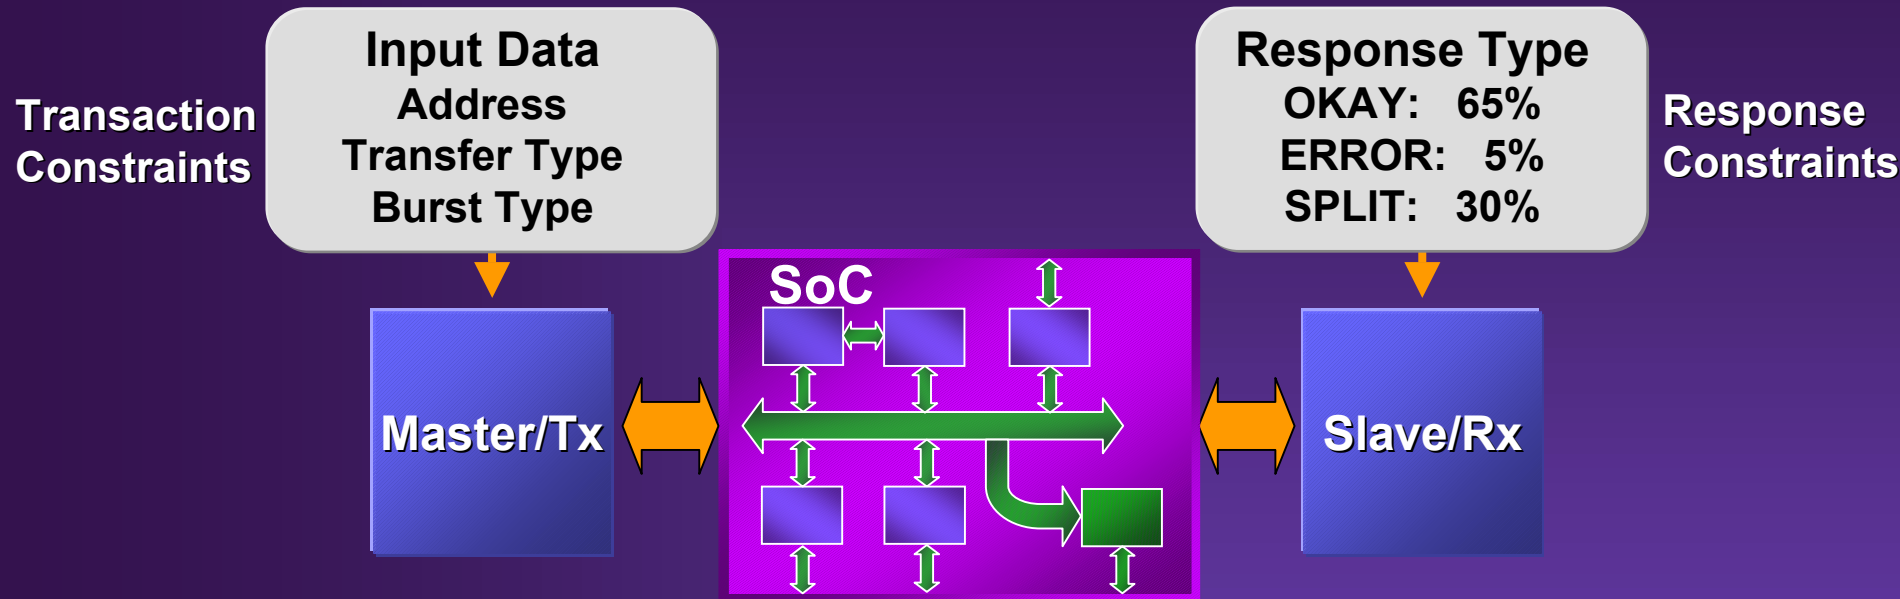 Transaction
Constraints
Input Data
Address
Transfer Type
Burst Type
Response Type
OKAY: 65%
ERROR: 5%
SPLIT: 30%
Response
Constraints
SoC
Master/Tx
Slave/Rx